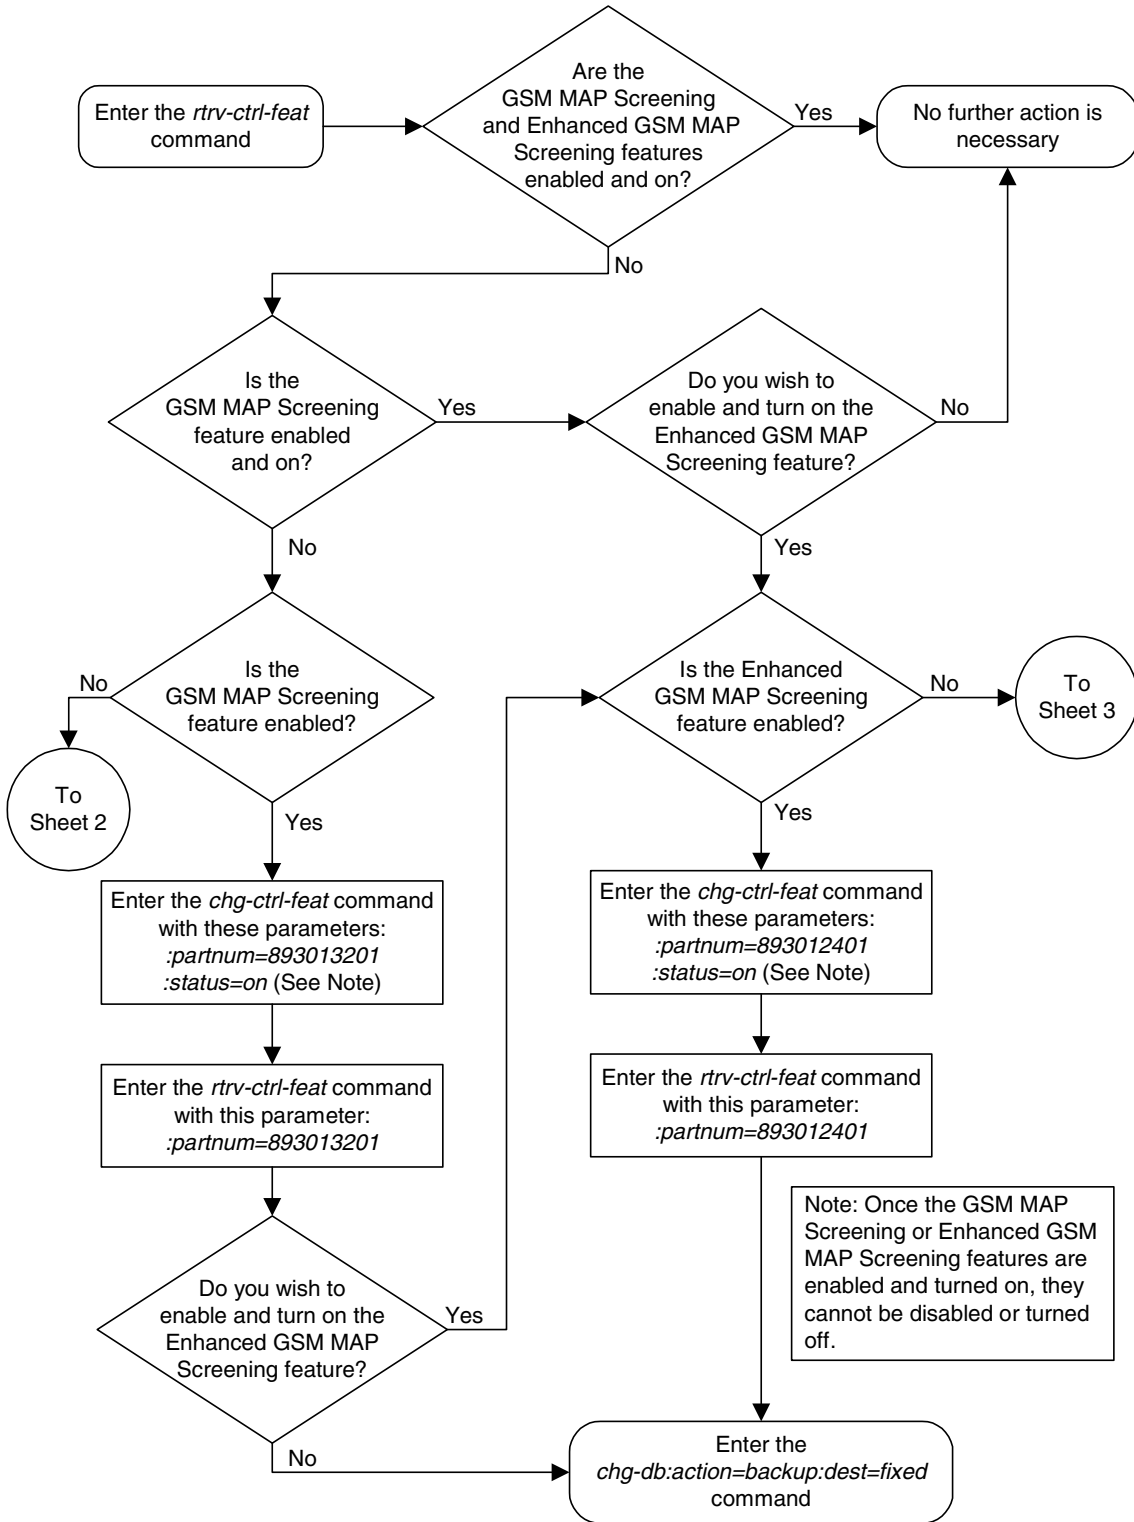 Enter the rtrv-ctrl-feat
command
Are the
GSM MAP Screening
and Enhanced GSM MAP
Screening features
enabled and on?
Yes
No further action is
necessary
No
Is the
GSM MAP Screening
feature enabled
and on?
Yes
Do you wish to
enable and turn on the
Enhanced GSM MAP
Screening feature?
No
No
Yes
Is the
GSM MAP Screening
feature enabled?
No
To
Sheet 2
Yes
Is the Enhanced
GSM MAP Screening
feature enabled?
No
To
Sheet 3
Yes
Enter the chg-ctrl-feat command
with these parameters:
:partnum=893013201
:status=on (See Note)
Enter the chg-ctrl-feat command
with these parameters:
:partnum=893012401
:status=on (See Note)
Enter the rtrv-ctrl-feat command
with this parameter:
:partnum=893013201
Enter the rtrv-ctrl-feat command
with this parameter:
:partnum=893012401
Note: Once the GSM MAP
Screening or Enhanced GSM
MAP Screening features are
enabled and turned on, they
cannot be disabled or turned
off.
Do you wish to
enable and turn on the
Enhanced GSM MAP
Screening feature?
Yes
No
Enter the
chg-db:action=backup:dest=fixed
command